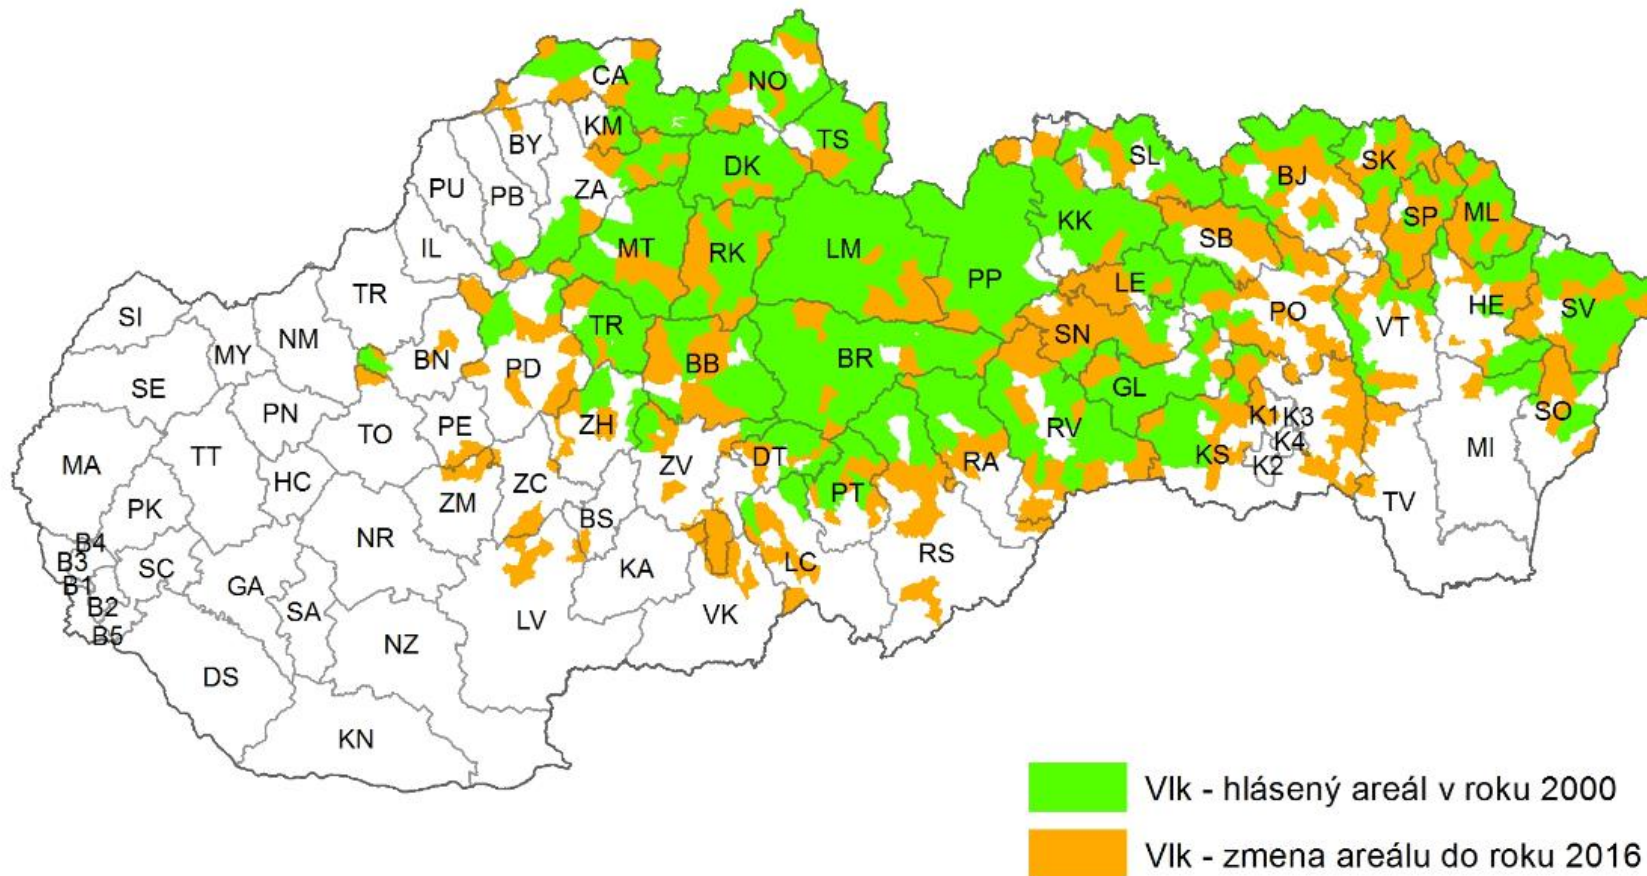 NO
CA
KM
BY
TS
DK
SL
SK
BJ
PU
PB
ZA
SP
ML
KK
IL
MT
RK
LM
SB
PP
LE
TR
HE
SV
SI
TR
PO
VT
SN
NM
MY
BN
PD
BB
BR
SE
GL
PN
SO
K1
K3
PE
ZH
TO
RV
K4
MI
MA
TT
KS
K2
HC
ZV
DT
RA
PT
ZC
ZM
PK
BS
TV
NR
B4
B3
SC
LC
RS
KA
B1
GA
B2
SA
VK
LV
B5
NZ
DS
KN
Vlk - hlásený areál v roku 2000
Vlk - zmena areálu do roku 2016